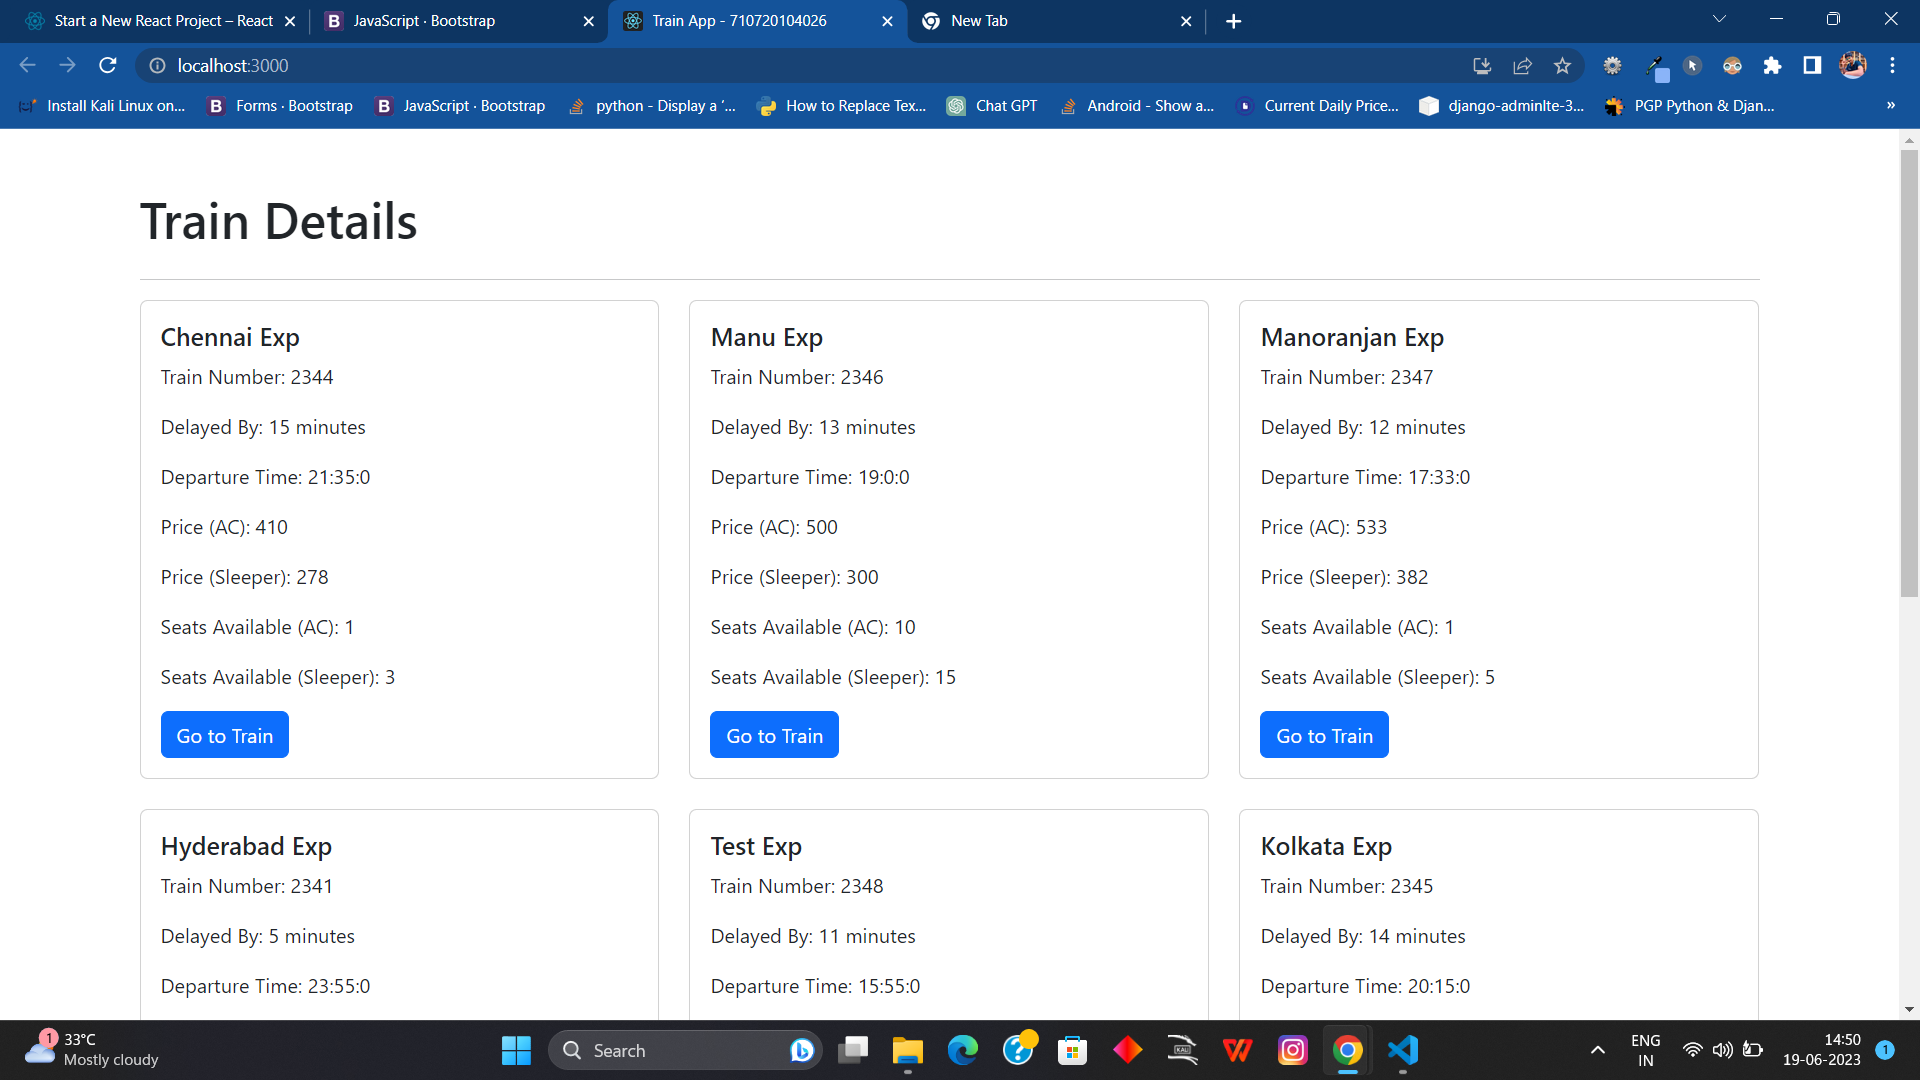 Start a New React Project – React
JavaScript · Bootstrap
Train App - 710720104026
New Tab
localhost:3000
Install Kali Linux on...
Forms · Bootstrap
JavaScript · Bootstrap
python - Display a ‘...
How to Replace Tex...
Chat GPT
Android - Show a...
Current Daily Price...
django-adminlte-3...
PGP Python & Djan...
»
Train Details
Chennai Exp
Train Number: 2344
Delayed By: 15 minutes
Departure Time: 21:35:0
Price (AC): 410
Price (Sleeper): 278
Seats Available (AC): 1
Seats Available (Sleeper): 3
Go to Train
Manu Exp
Train Number: 2346
Delayed By: 13 minutes
Departure Time: 19:0:0
Price (AC): 500
Price (Sleeper): 300
Seats Available (AC): 10
Seats Available (Sleeper): 15
Go to Train
Manoranjan Exp
Train Number: 2347
Delayed By: 12 minutes
Departure Time: 17:33:0
Price (AC): 533
Price (Sleeper): 382
Seats Available (AC): 1
Seats Available (Sleeper): 5
Go to Train
Hyderabad Exp
Train Number: 2341
Delayed By: 5 minutes
Departure Time: 23:55:0
Test Exp
Train Number: 2348
Delayed By: 11 minutes
Departure Time: 15:55:0
Kolkata Exp
Train Number: 2345
Delayed By: 14 minutes
Departure Time: 20:15:0
1
33°C
Mostly cloudy
Search
ENG
IN
14:50
19-06-2023
1